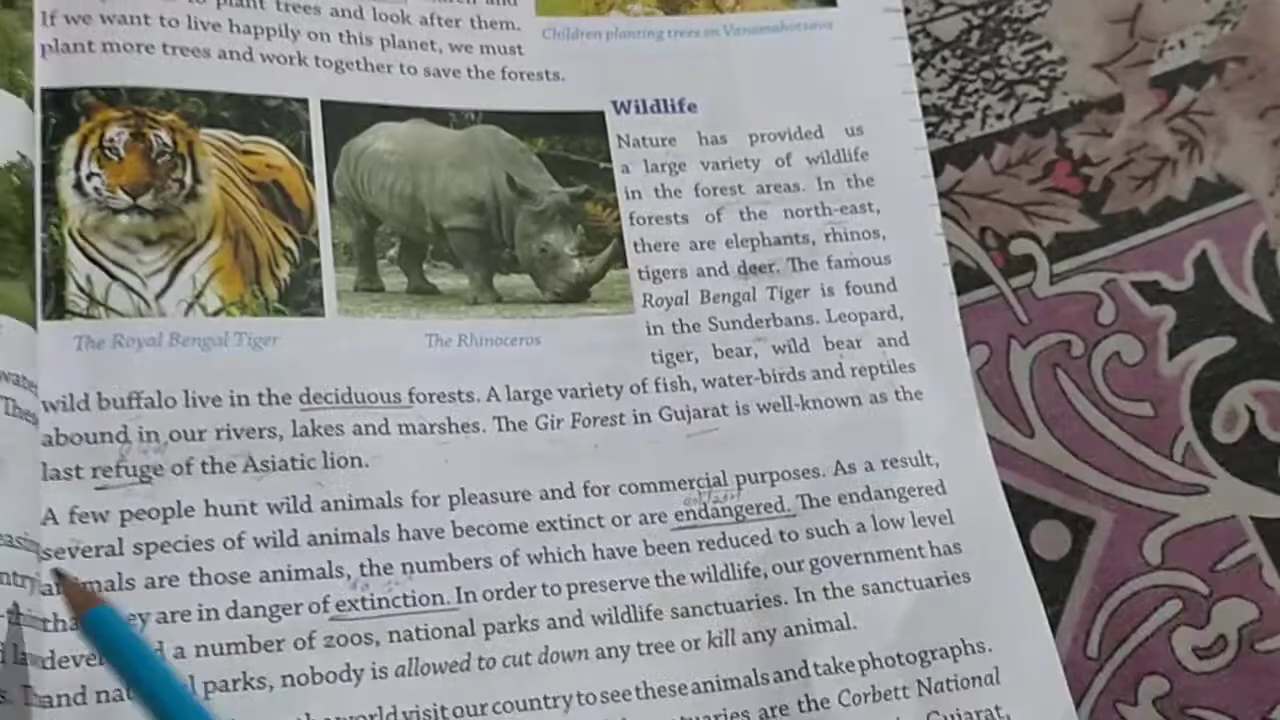 plant trees and look after them.
If we want to live happily on this planet, we must
plant more trees and work together to save the forests.
Children planting trees on Vanamahotsava
Wildlife
Nature has provided us
a large variety of wildlife
in the forest areas. In the
forests of the north-east,
there are elephants, rhinos,
tigers and deer. The famous
Royal Bengal Tiger is found
in the Sunderbans. Leopard,
tiger, bear, wild bear and
The Royal Bengal Tiger
The Rhinoceros
wild buffalo live in the deciduous forests. A large variety of fish, water-birds and reptiles
abound in our rivers, lakes and marshes. The Gir Forest in Gujarat is well-known as the
last refuge of the Asiatic lion.
A few people hunt wild animals for pleasure and for commercial purposes. As a result,
several species of wild animals have become extinct or are endangered. The endangered
animals are those animals, the numbers of which have been reduced to such a low level
are in danger of extinction. In order to preserve the wildlife, our government has
a number of zoos, national parks and wildlife sanctuaries. In the sanctuaries
and parks, nobody is allowed to cut down any tree or kill any animal.
world visit our country to see these animals and take photographs.
are the Corbett National
Gujarat,